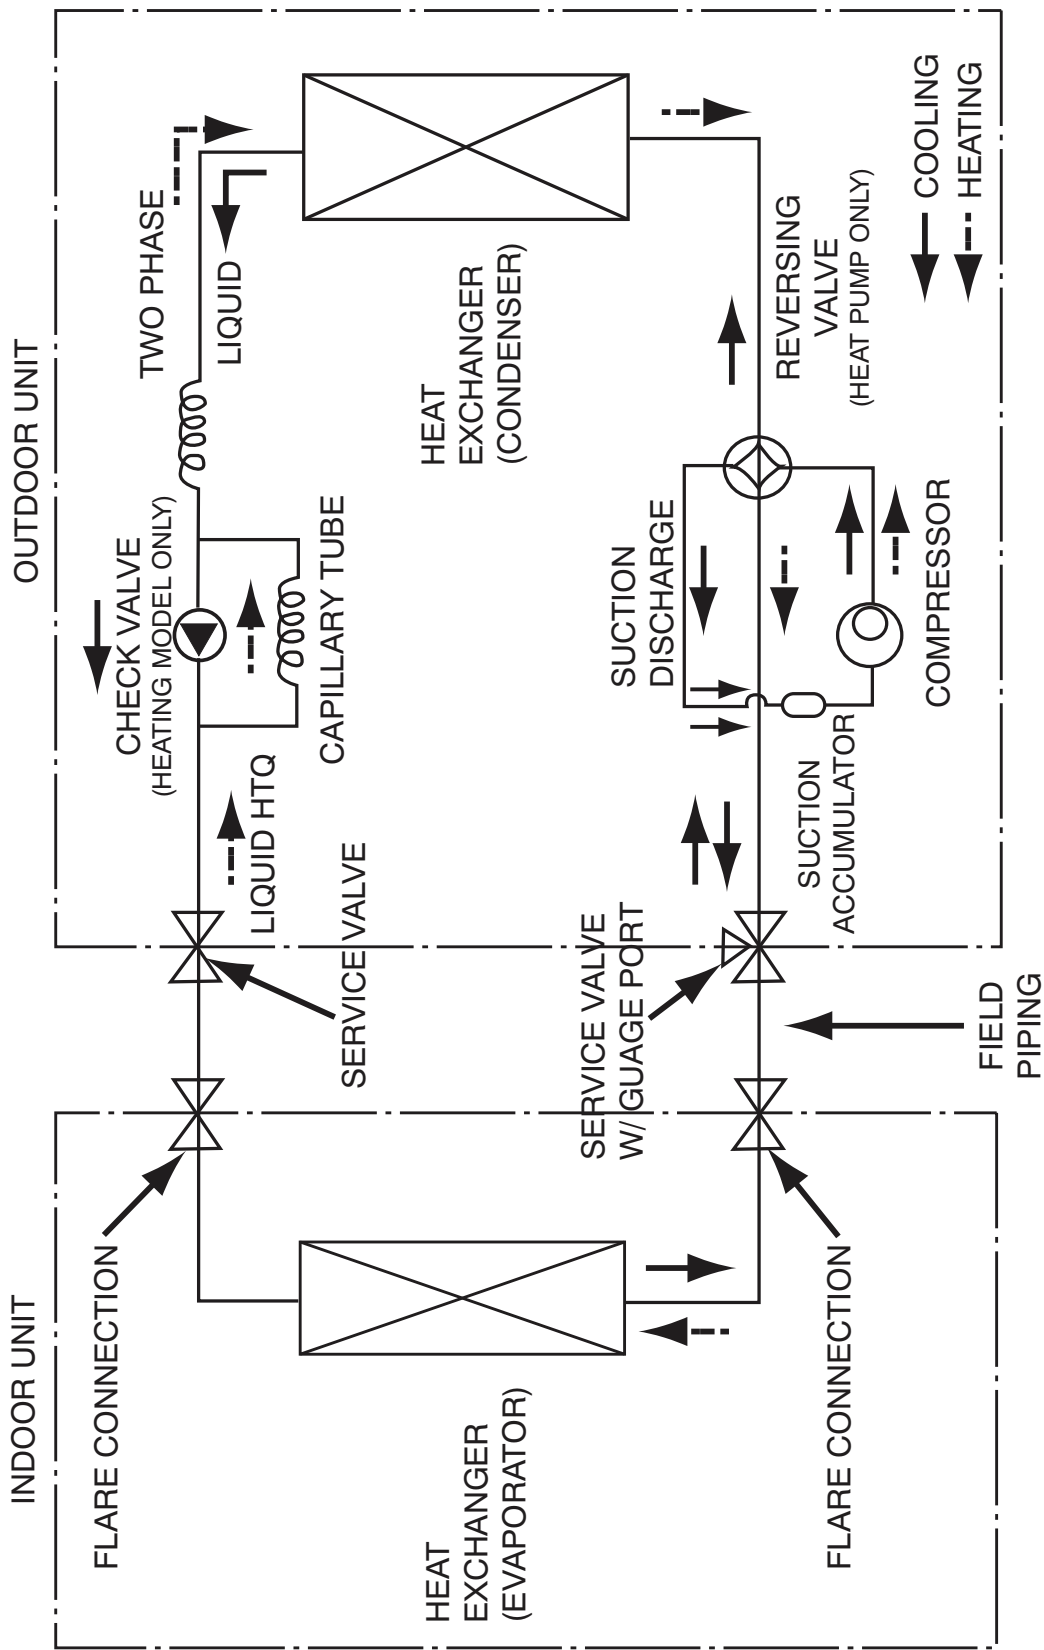 INDOOR UNIT
OUTDOOR UNIT
FLARE CONNECTION
CHECK VALVE
(HEATING MODEL ONLY)
TWO PHASE
LIQUID
LIQUID HTQ
CAPILLARY TUBE
SERVICE VALVE
HEAT
EXCHANGER
(EVAPORATOR)
HEAT
EXCHANGER
(CONDENSER)
SERVICE VALVE
W/ GUAGE PORT
SUCTION
DISCHARGE
REVERSING
VALVE
(HEAT PUMP ONLY)
SUCTION
ACCUMULATOR
FLARE CONNECTION
COMPRESSOR
COOLING
HEATING
FIELD
PIPING